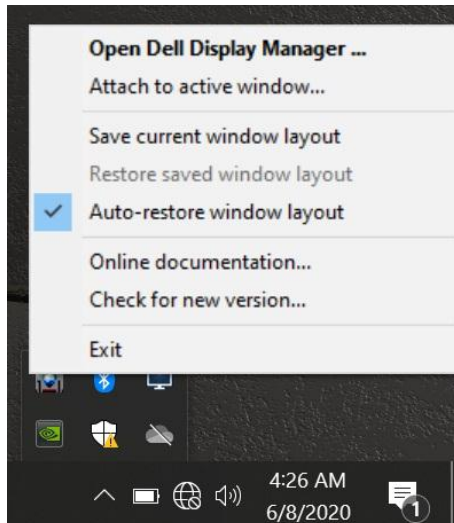 Open Dell Display Manager ...
Attach to active window...
Save current window layout
Restore saved window layout
Auto-restore window layout
Online documentation...
Check for new version...
Exit
4:26 AM
6/8/2020
1